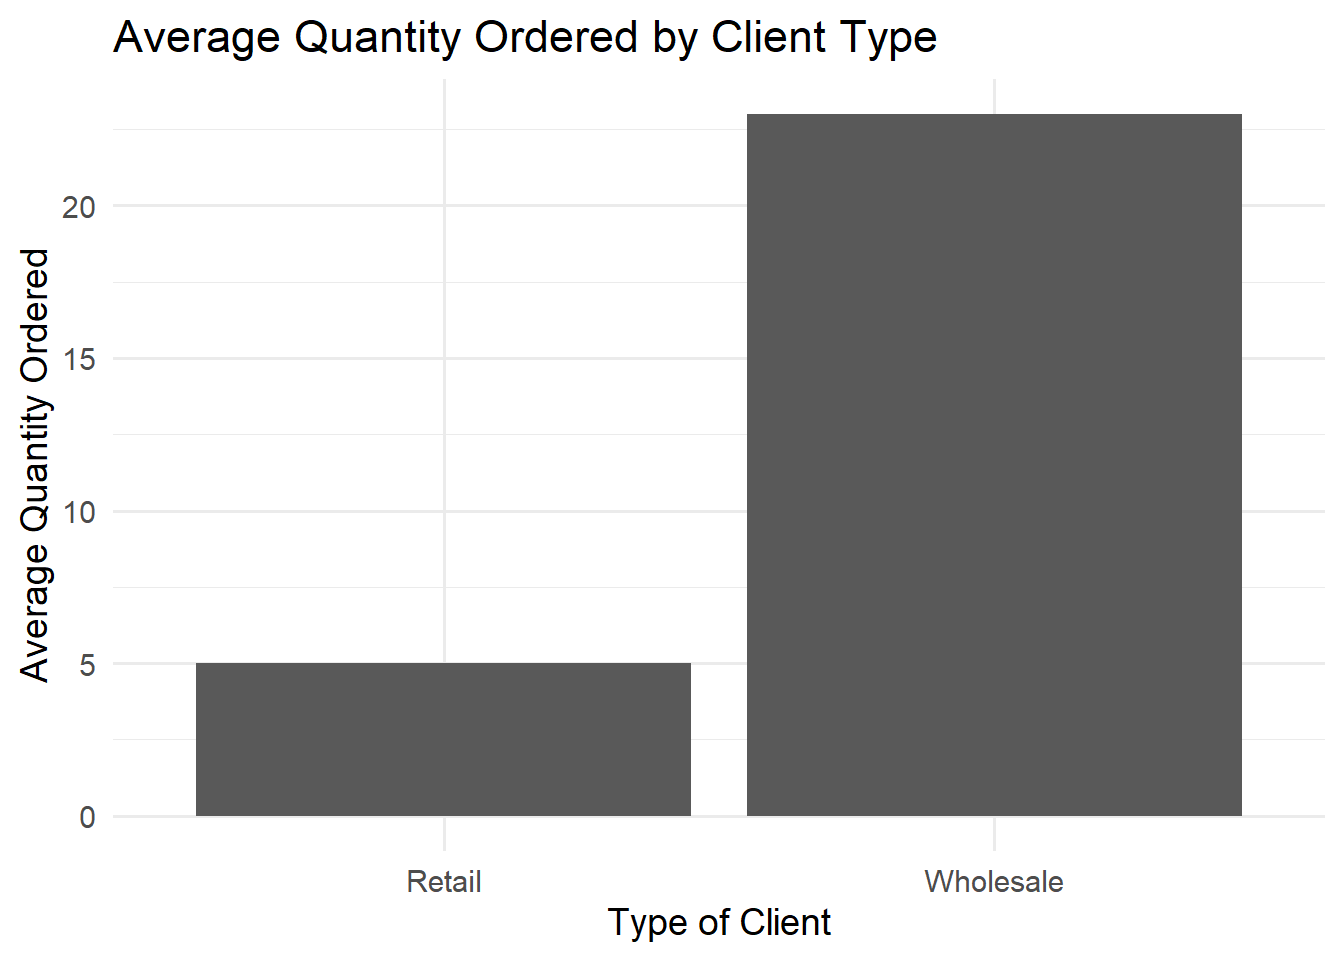 Average Quantity Ordered by Client Type
Average Quantity Ordered
20
15
10
5
0
Retail
Wholesale
Type of Client